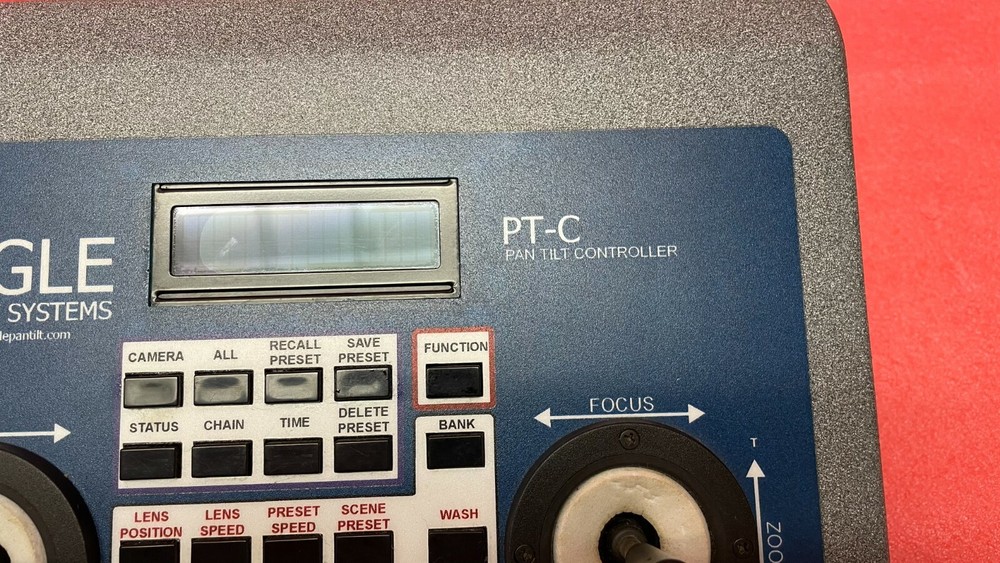 GLE
SYSTEMS
lepantilt.com
PT-C
PAN TILT CONTROLLER
CAMERA
ALL
RECALL
PRESET
SAVE
PRESET
FUNCTION
STATUS
CHAIN
TIME
DELETE
PRESET
BANK
FOCUS
T
LENS
POSITION
LENS
SPEED
PRESET
SPEED
SCENE
PRESET
WASH
ZOO